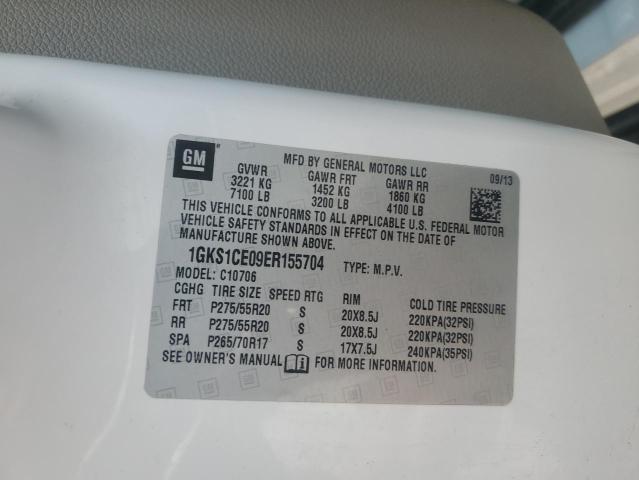 GM
MFD BY GENERAL MOTORS LLC
09/13
GVWR GAWR FRT GAWR RR
3221 KG 1452 KG 1860 KG
7100 LB 3200 LB 4100 LB
THIS VEHICLE CONFORMS TO ALL APPLICABLE U.S. FEDERAL MOTOR
VEHICLE SAFETY STANDARDS IN EFFECT ON THE DATE OF
MANUFACTURE SHOWN ABOVE.
1GKS1CE09ER155704 TYPE: M.P.V.
MODEL: C10706
CGHG TIRE SIZE SPEED RTG RIM COLD TIRE PRESSURE
FRT P275/55R20 S 20X8.5J 220KPA(32PSI)
RR P275/55R20 S 20X8.5J 220KPA(32PSI)
SPA P265/70R17 S 17X7.5J 240KPA(35PSI)
SEE OWNER'S MANUAL FOR MORE INFORMATION.